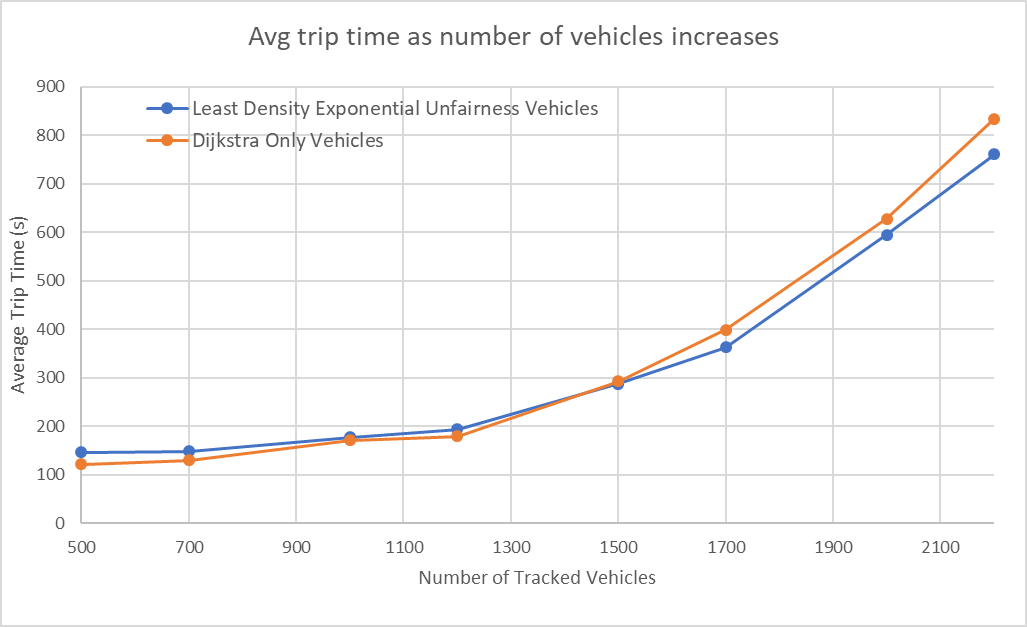 Avg trip time as number of vehicles increases
900
800
700
600
500
400
300
200
100
0
Least Density Exponential Unfairness Vehicles
Dijkstra Only Vehicles
Average Trip Time (s)
500 700 900 1100 1300 1500 1700 1900 2100
Number of Tracked Vehicles